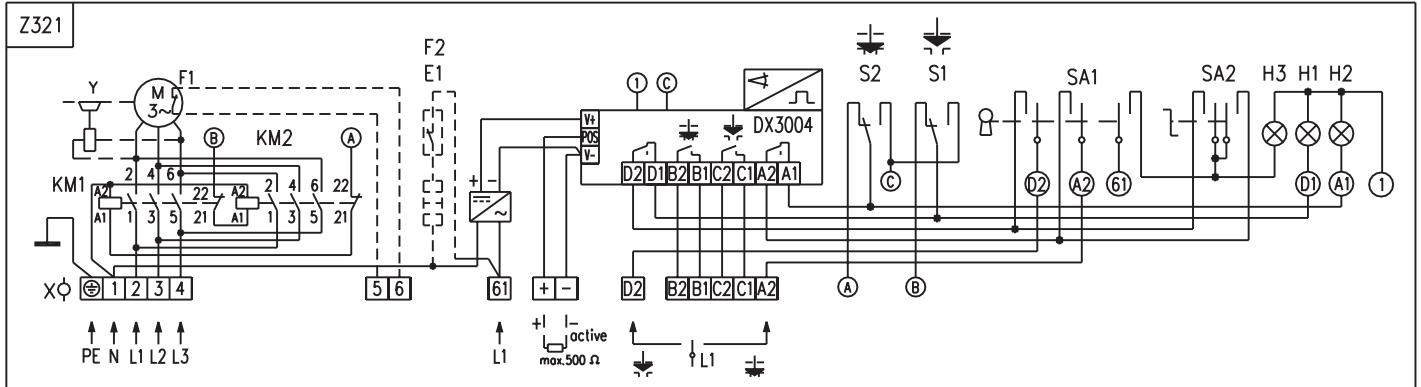 Z321
F2
E1
S2 S1
SA1
SA2 H3 H1 H2
Y
M
3~
F1
1 C
DX3004
B KM2 A
V+
POS
V-
+ -
~
D2 D1 B2 B1 C2 C1 A2 A1
C
D2 A2 61 D1 A1 1
2 4 6
KM1
A2 22 A2 2 4 6 22
A1 1 3 5 21 A1 1 3 5 21
X
1 2 3 4
5 6
61
+ -
D2 B2 B1 C2 C1 A2
A B
+ - active
max.500 Ω
PE N L1 L2 L3
L1
L1